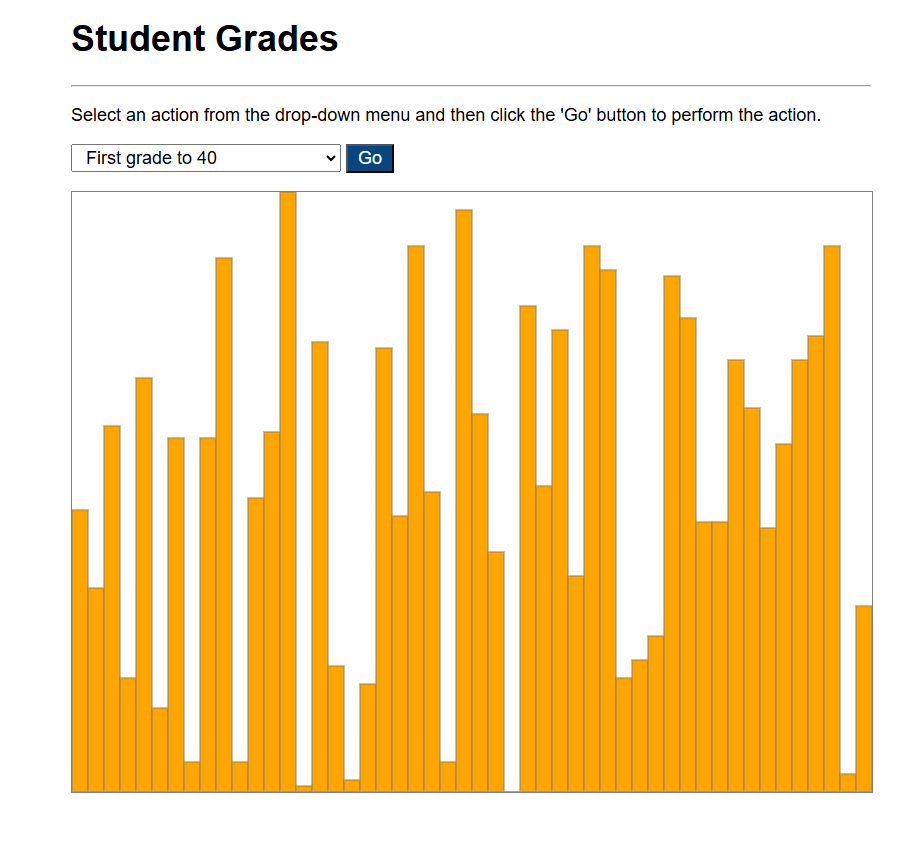 Student Grades
Select an action from the drop-down menu and then click the 'Go' button to perform the action.
First grade to 40
Go